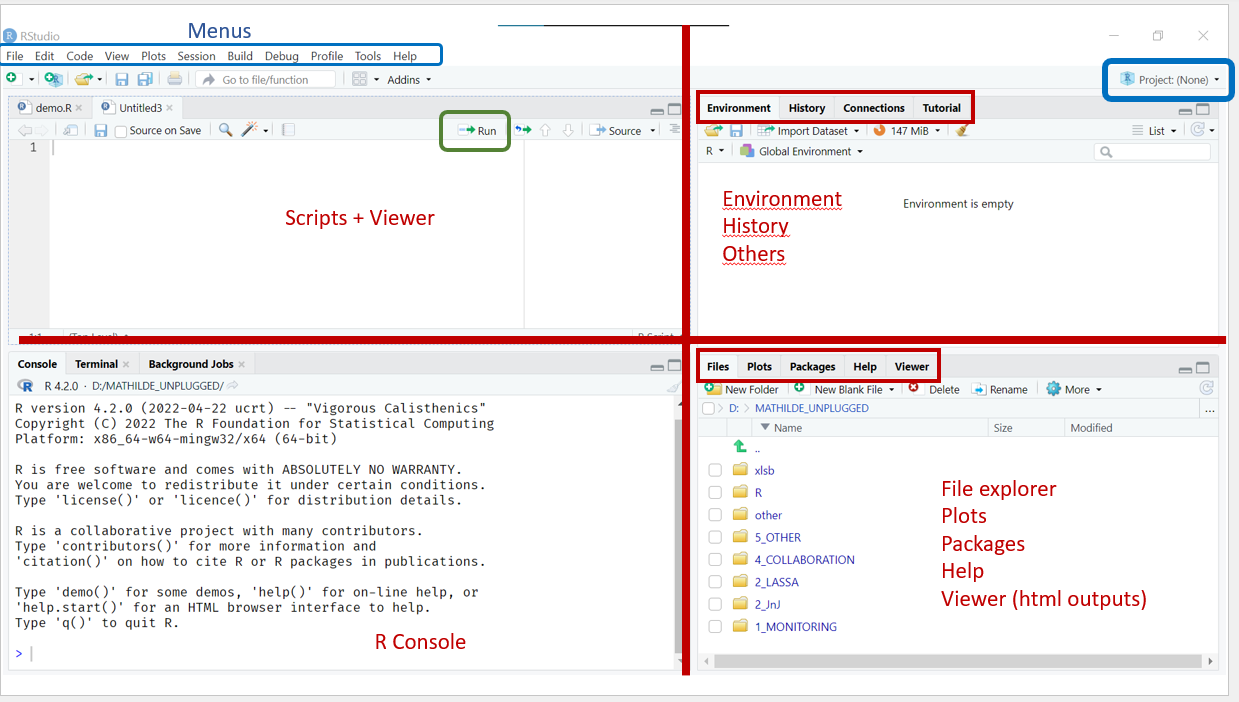 Menus
RStudio
File Edit Code View Plots Session Build Debug Profile Tools Help
Go to file/function Addins
Project: (None)
demo.R Untitled3
Source on Save Run Source
1
Scripts + Viewer
Environment History Connections Tutorial
Import Dataset 147 MiB List
R Global Environment
Environment
History
Others
Environment is empty
Console Terminal Background Jobs
R 4.2.0 · D:/MATHILDE_UNPLUGGED/
R version 4.2.0 (2022-04-22 ucrt) -- "Vigorous Calisthenics"
Copyright (C) 2022 The R Foundation for Statistical Computing
Platform: x86_64-w64-mingw32/x64 (64-bit)
R is free software and comes with ABSOLUTELY NO WARRANTY.
You are welcome to redistribute it under certain conditions.
Type 'license()' or 'licence()' for distribution details.
R is a collaborative project with many contributors.
Type 'contributors()' for more information and
'citation()' on how to cite R or R packages in publications.
Type 'demo()' for some demos, 'help()' for on-line help, or
'help.start()' for an HTML browser interface to help.
Type 'q()' to quit R.
>
R Console
Files Plots Packages Help Viewer
New Folder New Blank File Delete Rename More
D: MATHILDE_UNPLUGGED ...
Name Size Modified
..
xlsb
R
other
5_OTHER
4_COLLABORATION
2_LASSA
2_JnJ
1_MONITORING
File explorer
Plots
Packages
Help
Viewer (html outputs)